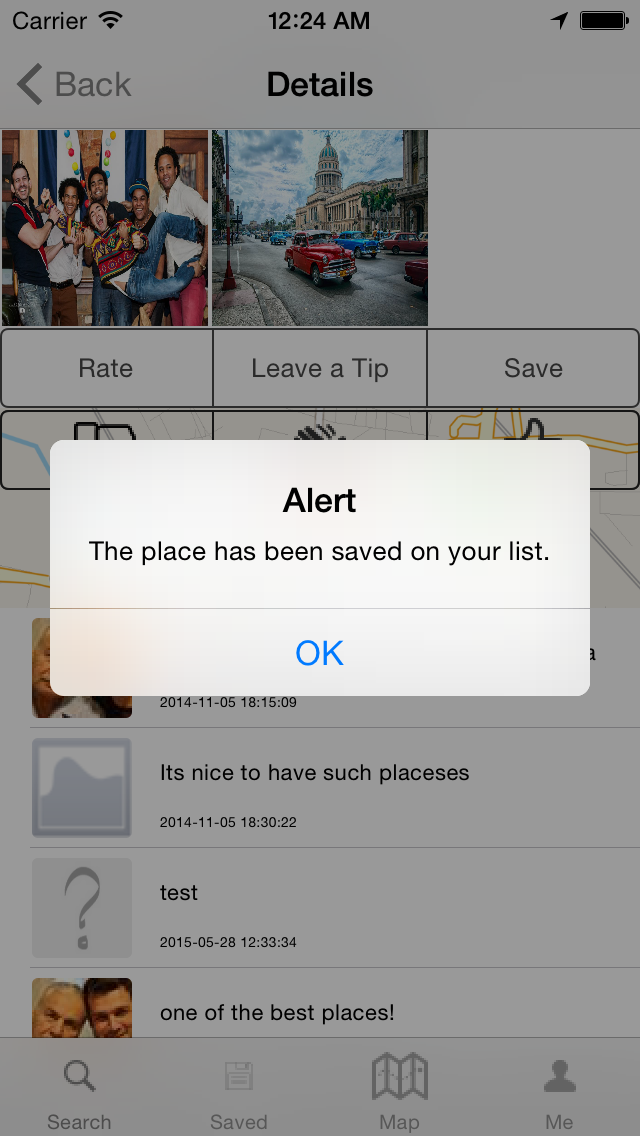 Carrier 12:24 AM
Back Details
Rate Leave a Tip Save
Alert
The place has been saved on your list.
OK
a
2014-11-05 18:15:09
Its nice to have such placeses
2014-11-05 18:30:22
test
2015-05-28 12:33:34
one of the best places!
Search Saved Map Me